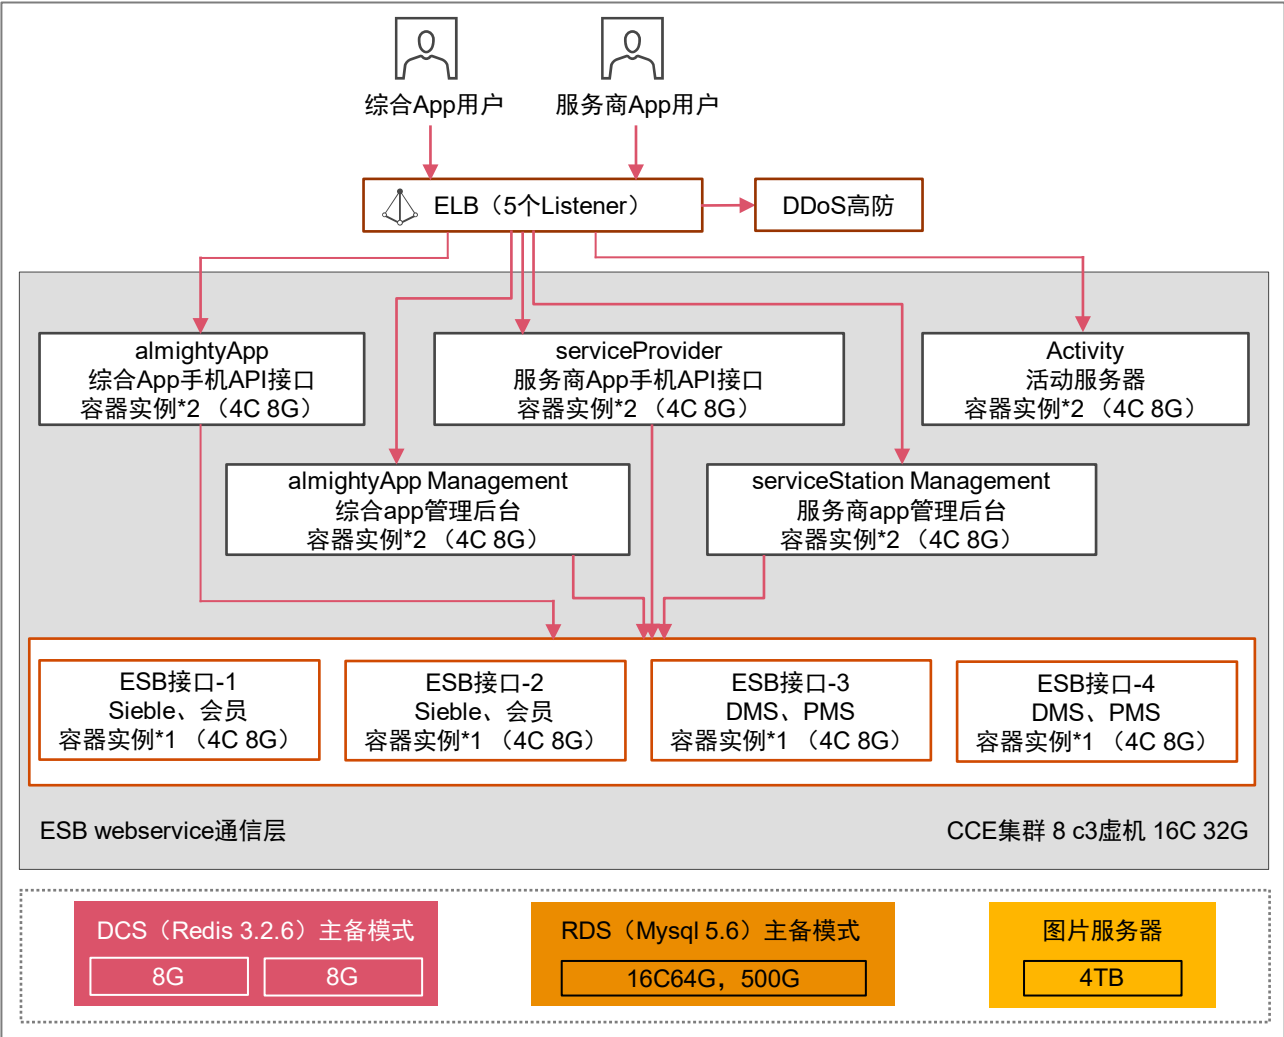 综合App用户
服务商App用户
ELB（5个Listener）
DDoS高防
almightyApp
综合App手机API接口
容器实例*2 （4C 8G）
serviceProvider
服务商App手机API接口
容器实例*2 （4C 8G）
Activity
活动服务器
容器实例*2 （4C 8G）
almightyApp Management
综合app管理后台
容器实例*2 （4C 8G）
serviceStation Management
服务商app管理后台
容器实例*2 （4C 8G）
ESB接口-1
Sieble、会员
容器实例*1 （4C 8G）
ESB接口-2
Sieble、会员
容器实例*1 （4C 8G）
ESB接口-3
DMS、PMS
容器实例*1 （4C 8G）
ESB接口-4
DMS、PMS
容器实例*1 （4C 8G）
ESB webservice通信层
CCE集群 8 c3虚机 16C 32G
DCS（Redis 3.2.6）主备模式
8G
8G
RDS（Mysql 5.6）主备模式
16C64G，500G
图片服务器
4TB